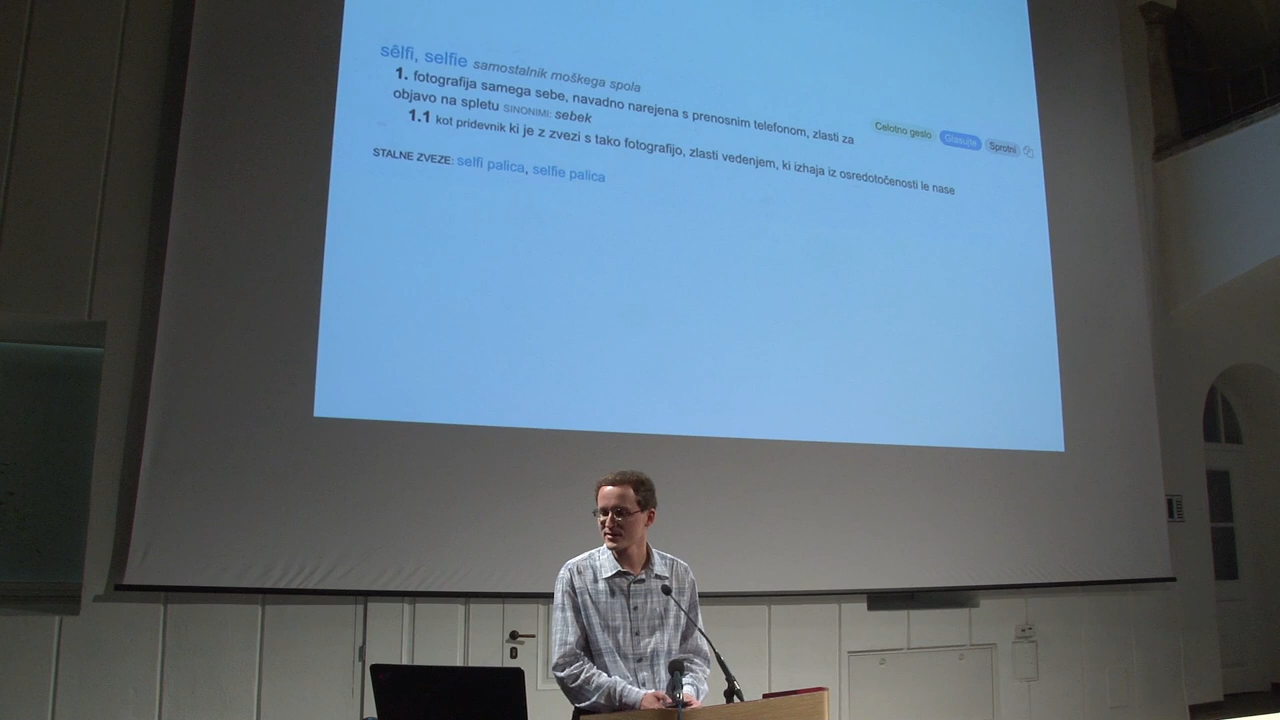 sêlfi, selfie samostalnik moškega spola
1. fotografija samega sebe, navadno narejena s prenosnim telefonom, zlasti za
objavo na spletu SINONIMI: sebek
Celotno geslo Glasujte Sprotni
1.1 kot pridevnik ki je z zvezi s tako fotografijo, zlasti vedenjem, ki izhaja iz osredotočenosti le nase
STALNE ZVEZE: selfi palica, selfie palica